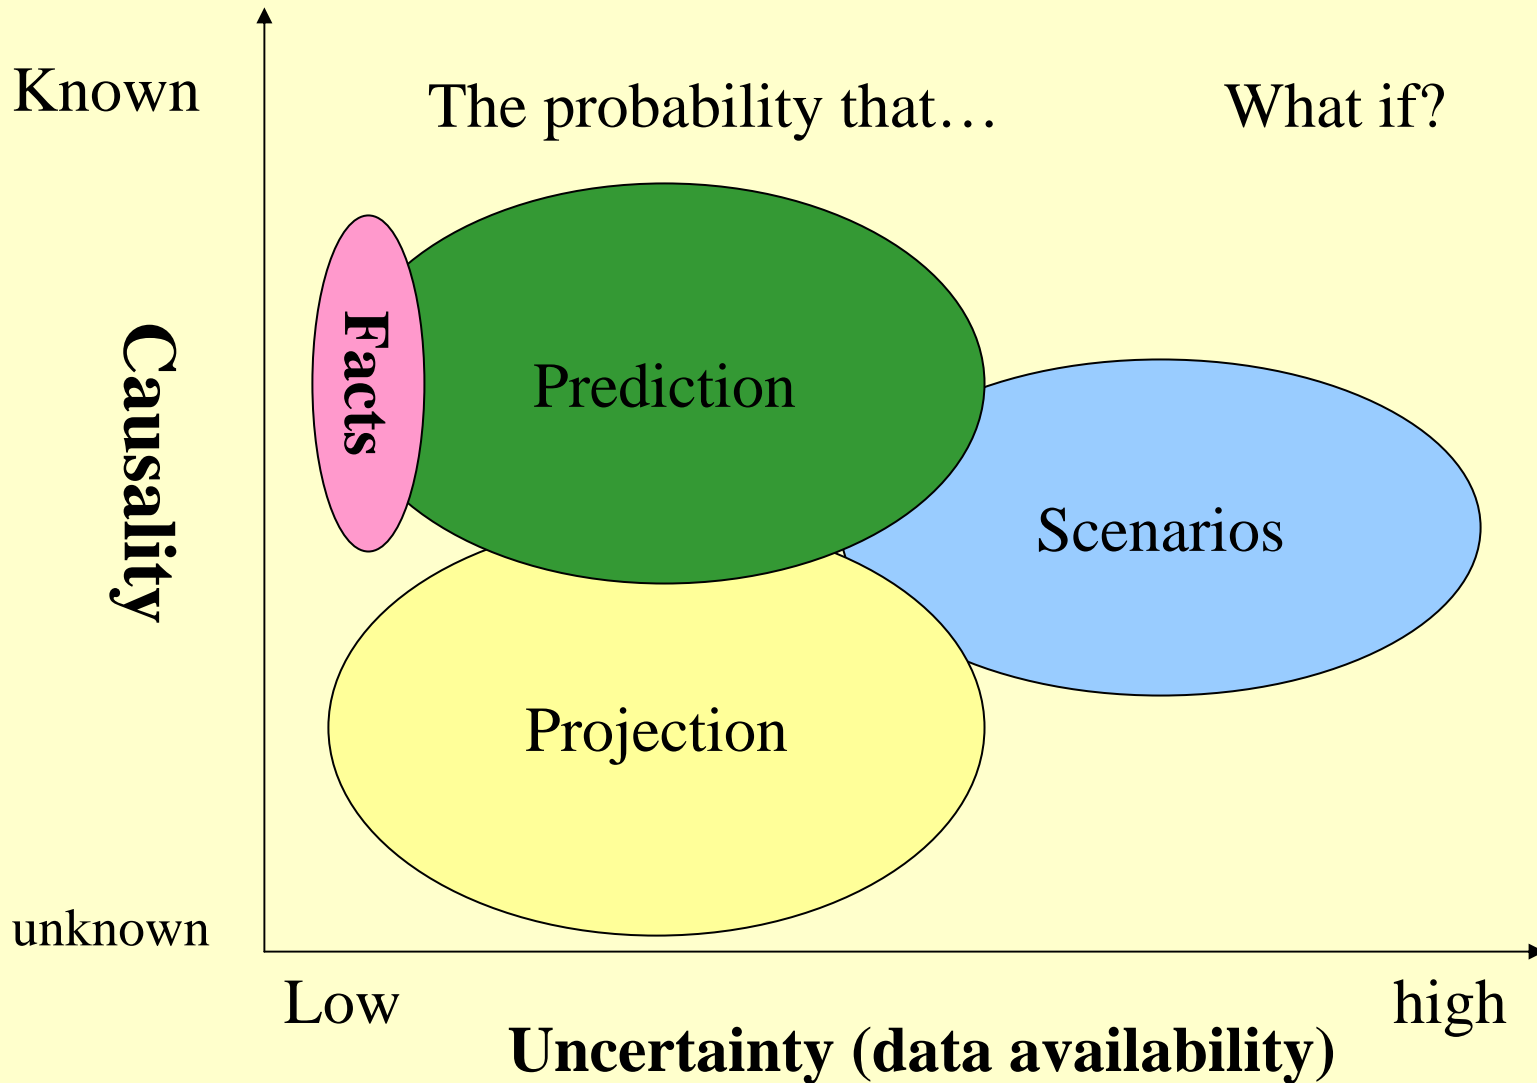 Known
The probability that…
What if?
Causality
Facts
Prediction
Scenarios
Projection
unknown
Low
high
Uncertainty (data availability)